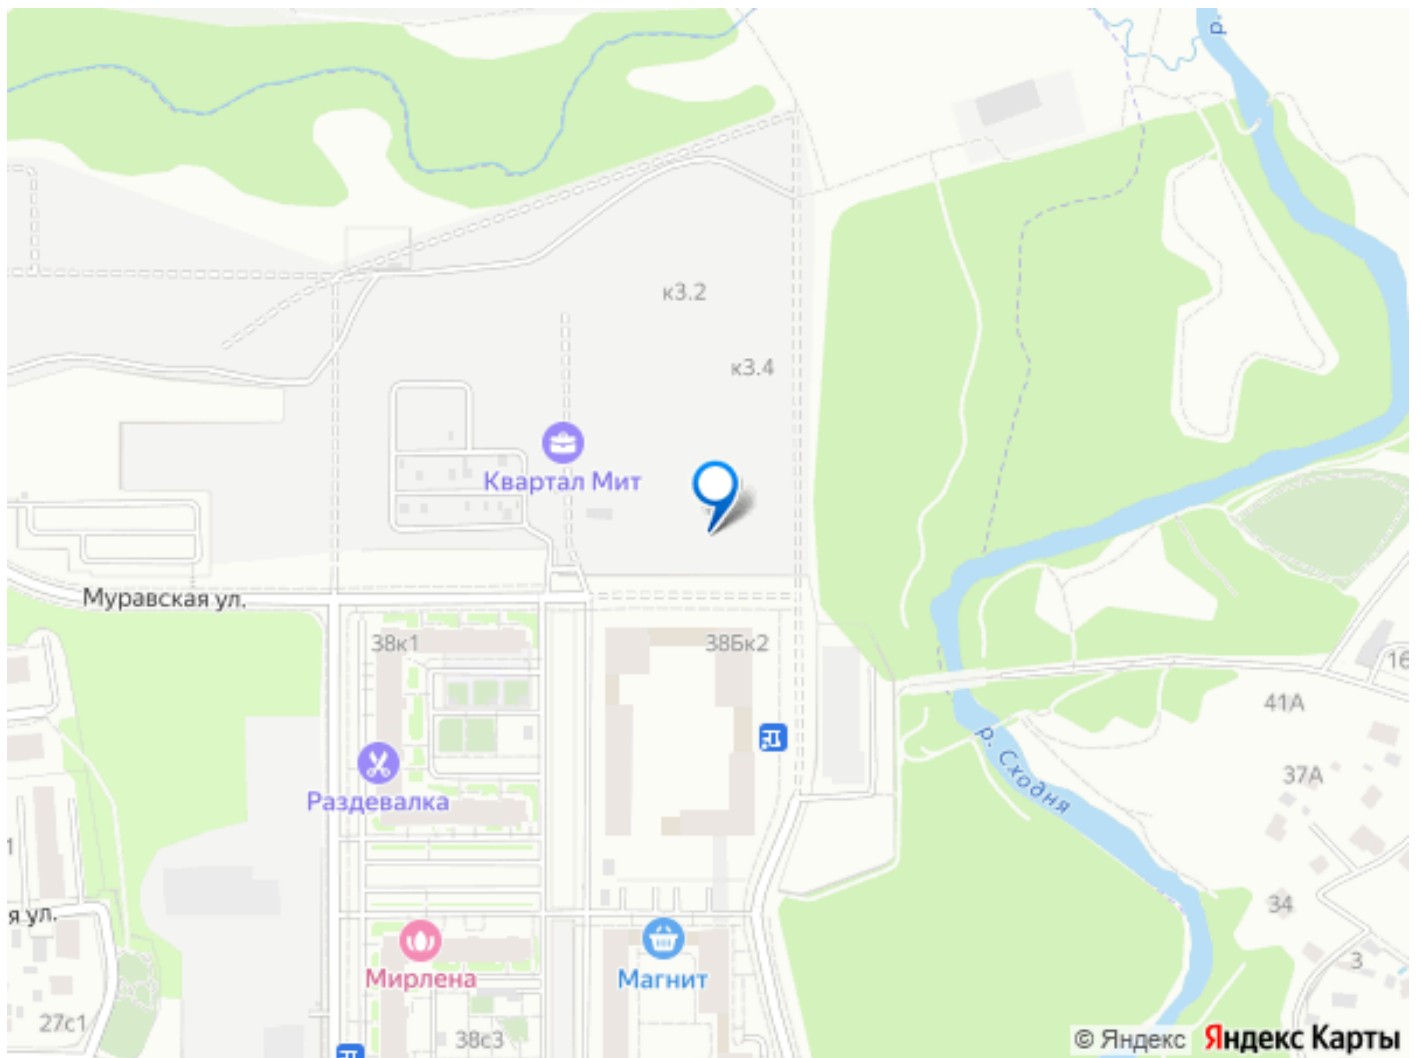 р.
к3.2
к3.4
Квартал Мит
Муравская ул.
38к1
38Бк2
16
41А
р. Сходня
37А
Раздевалка
1
34
я ул.
Мирлена
Магнит
3
27с1
38с3
© Яндекс Яндекс Карты